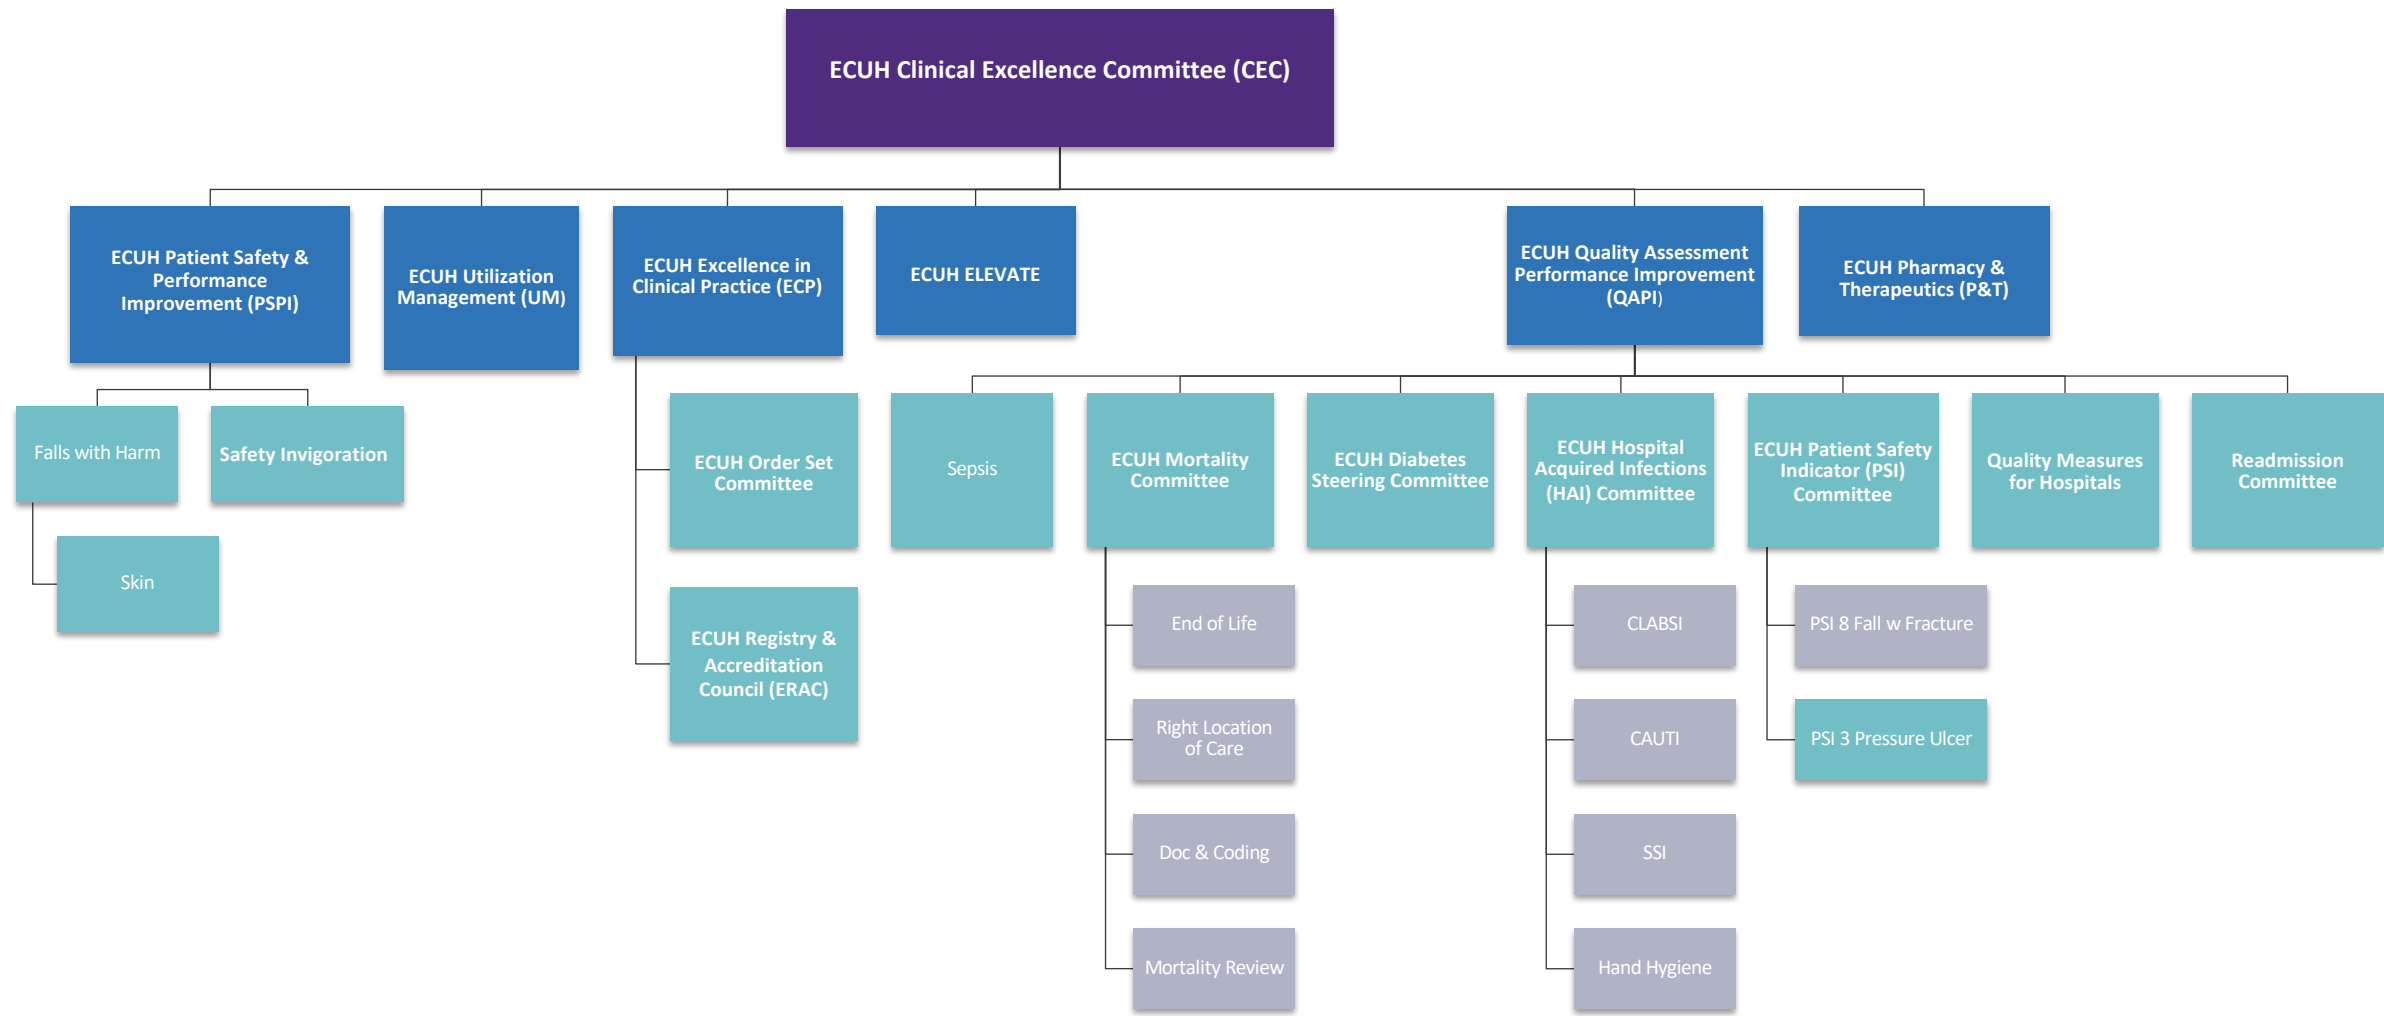 ECUH Clinical Excellence Committee (CEC)
ECUH Patient Safety &
Performance
Improvement (PSPI)
ECUH Utilization
Management (UM)
ECUH Excellence in
Clinical Practice (ECP)
ECUH ELEVATE
ECUH Quality Assessment
Performance Improvement
(QAPI)
ECUH Pharmacy &
Therapeutics (P&T)
Falls with Harm
Safety Invigoration
Skin
ECUH Order Set
Committee
ECUH Registry &
Accreditation
Council (ERAC)
Sepsis
ECUH Mortality
Committee
ECUH Diabetes
Steering Committee
ECUH Hospital
Acquired Infections
(HAI) Committee
ECUH Patient Safety
Indicator (PSI)
Committee
Quality Measures
for Hospitals
Readmission
Committee
End of Life
Right Location
of Care
Doc & Coding
Mortality Review
CLABSI
CAUTI
SSI
Hand Hygiene
PSI 8 Fall w Fracture
PSI 3 Pressure Ulcer